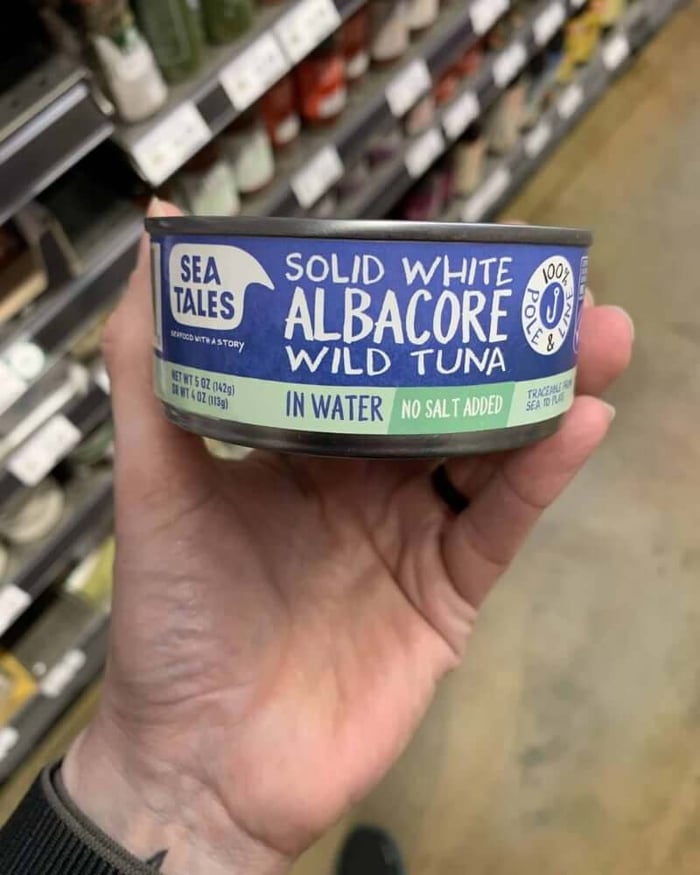 SEA
TALES
SEAFOOD WITH A STORY
NET WT 5 OZ (142g)
DR WT 4 OZ (113g)
SOLID WHITE
ALBACORE
WILD TUNA
IN WATER
NO SALT ADDED
100%
POLE & LINE
TRACEABLE FROM
SEA TO PLATE